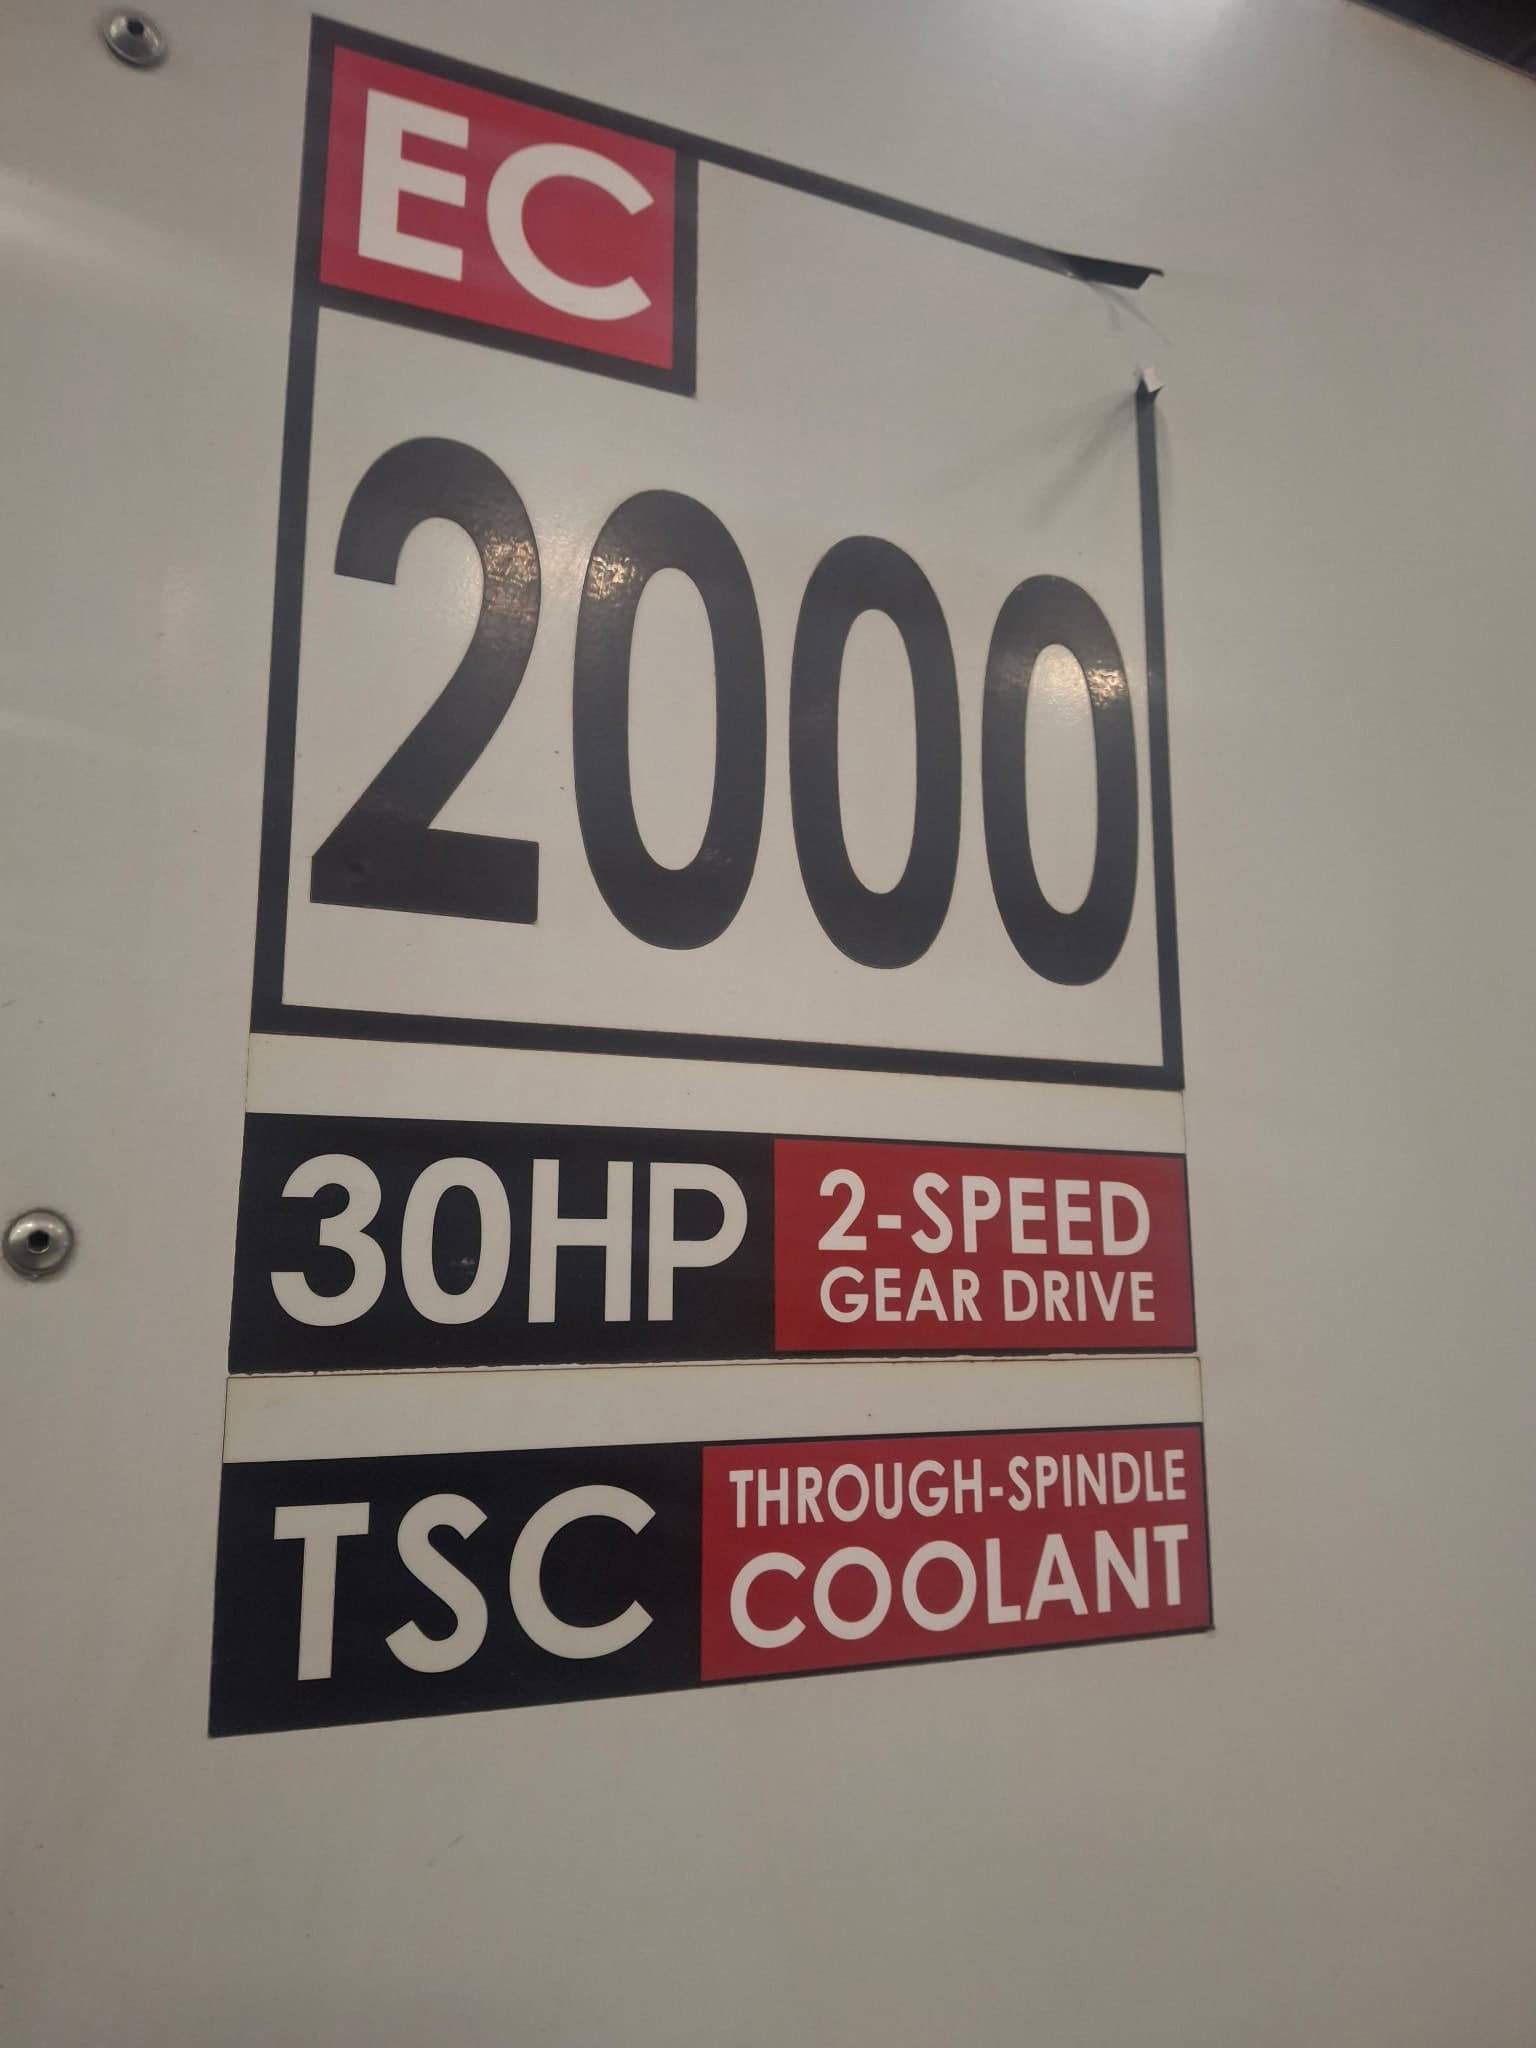 EC
2000
30HP
2-SPEED
GEAR DRIVE
TSC
THROUGH-SPINDLE
COOLANT